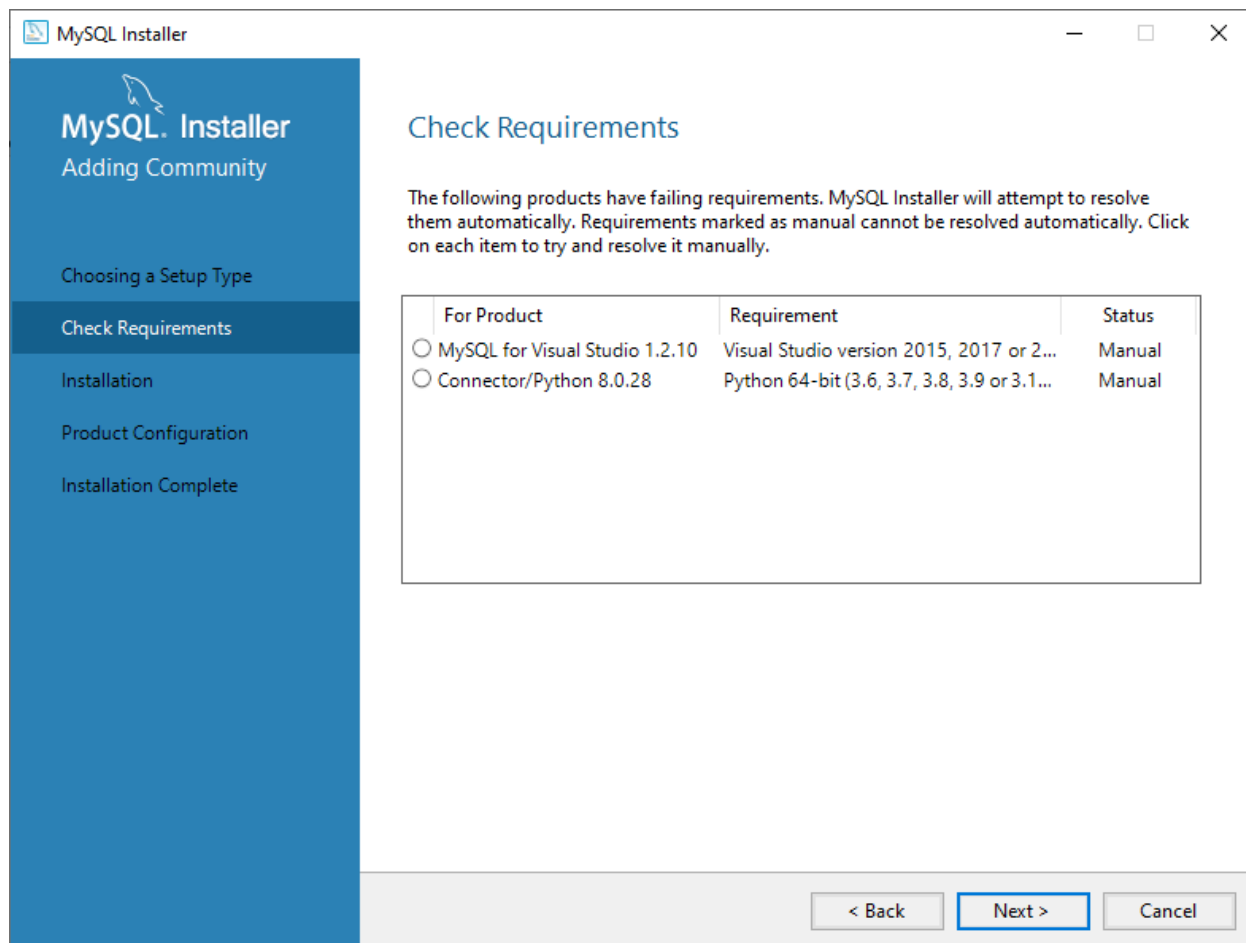 MySQL Installer
MySQL. Installer
Adding Community
Choosing a Setup Type
Check Requirements
Installation
Product Configuration
Installation Complete
Check Requirements
The following products have failing requirements. MySQL Installer will attempt to resolve
them automatically. Requirements marked as manual cannot be resolved automatically. Click
on each item to try and resolve it manually.
For Product Requirement Status
MySQL for Visual Studio 1.2.10 Visual Studio version 2015, 2017 or 2... Manual
Connector/Python 8.0.28 Python 64-bit (3.6, 3.7, 3.8, 3.9 or 3.1... Manual
< Back Next > Cancel